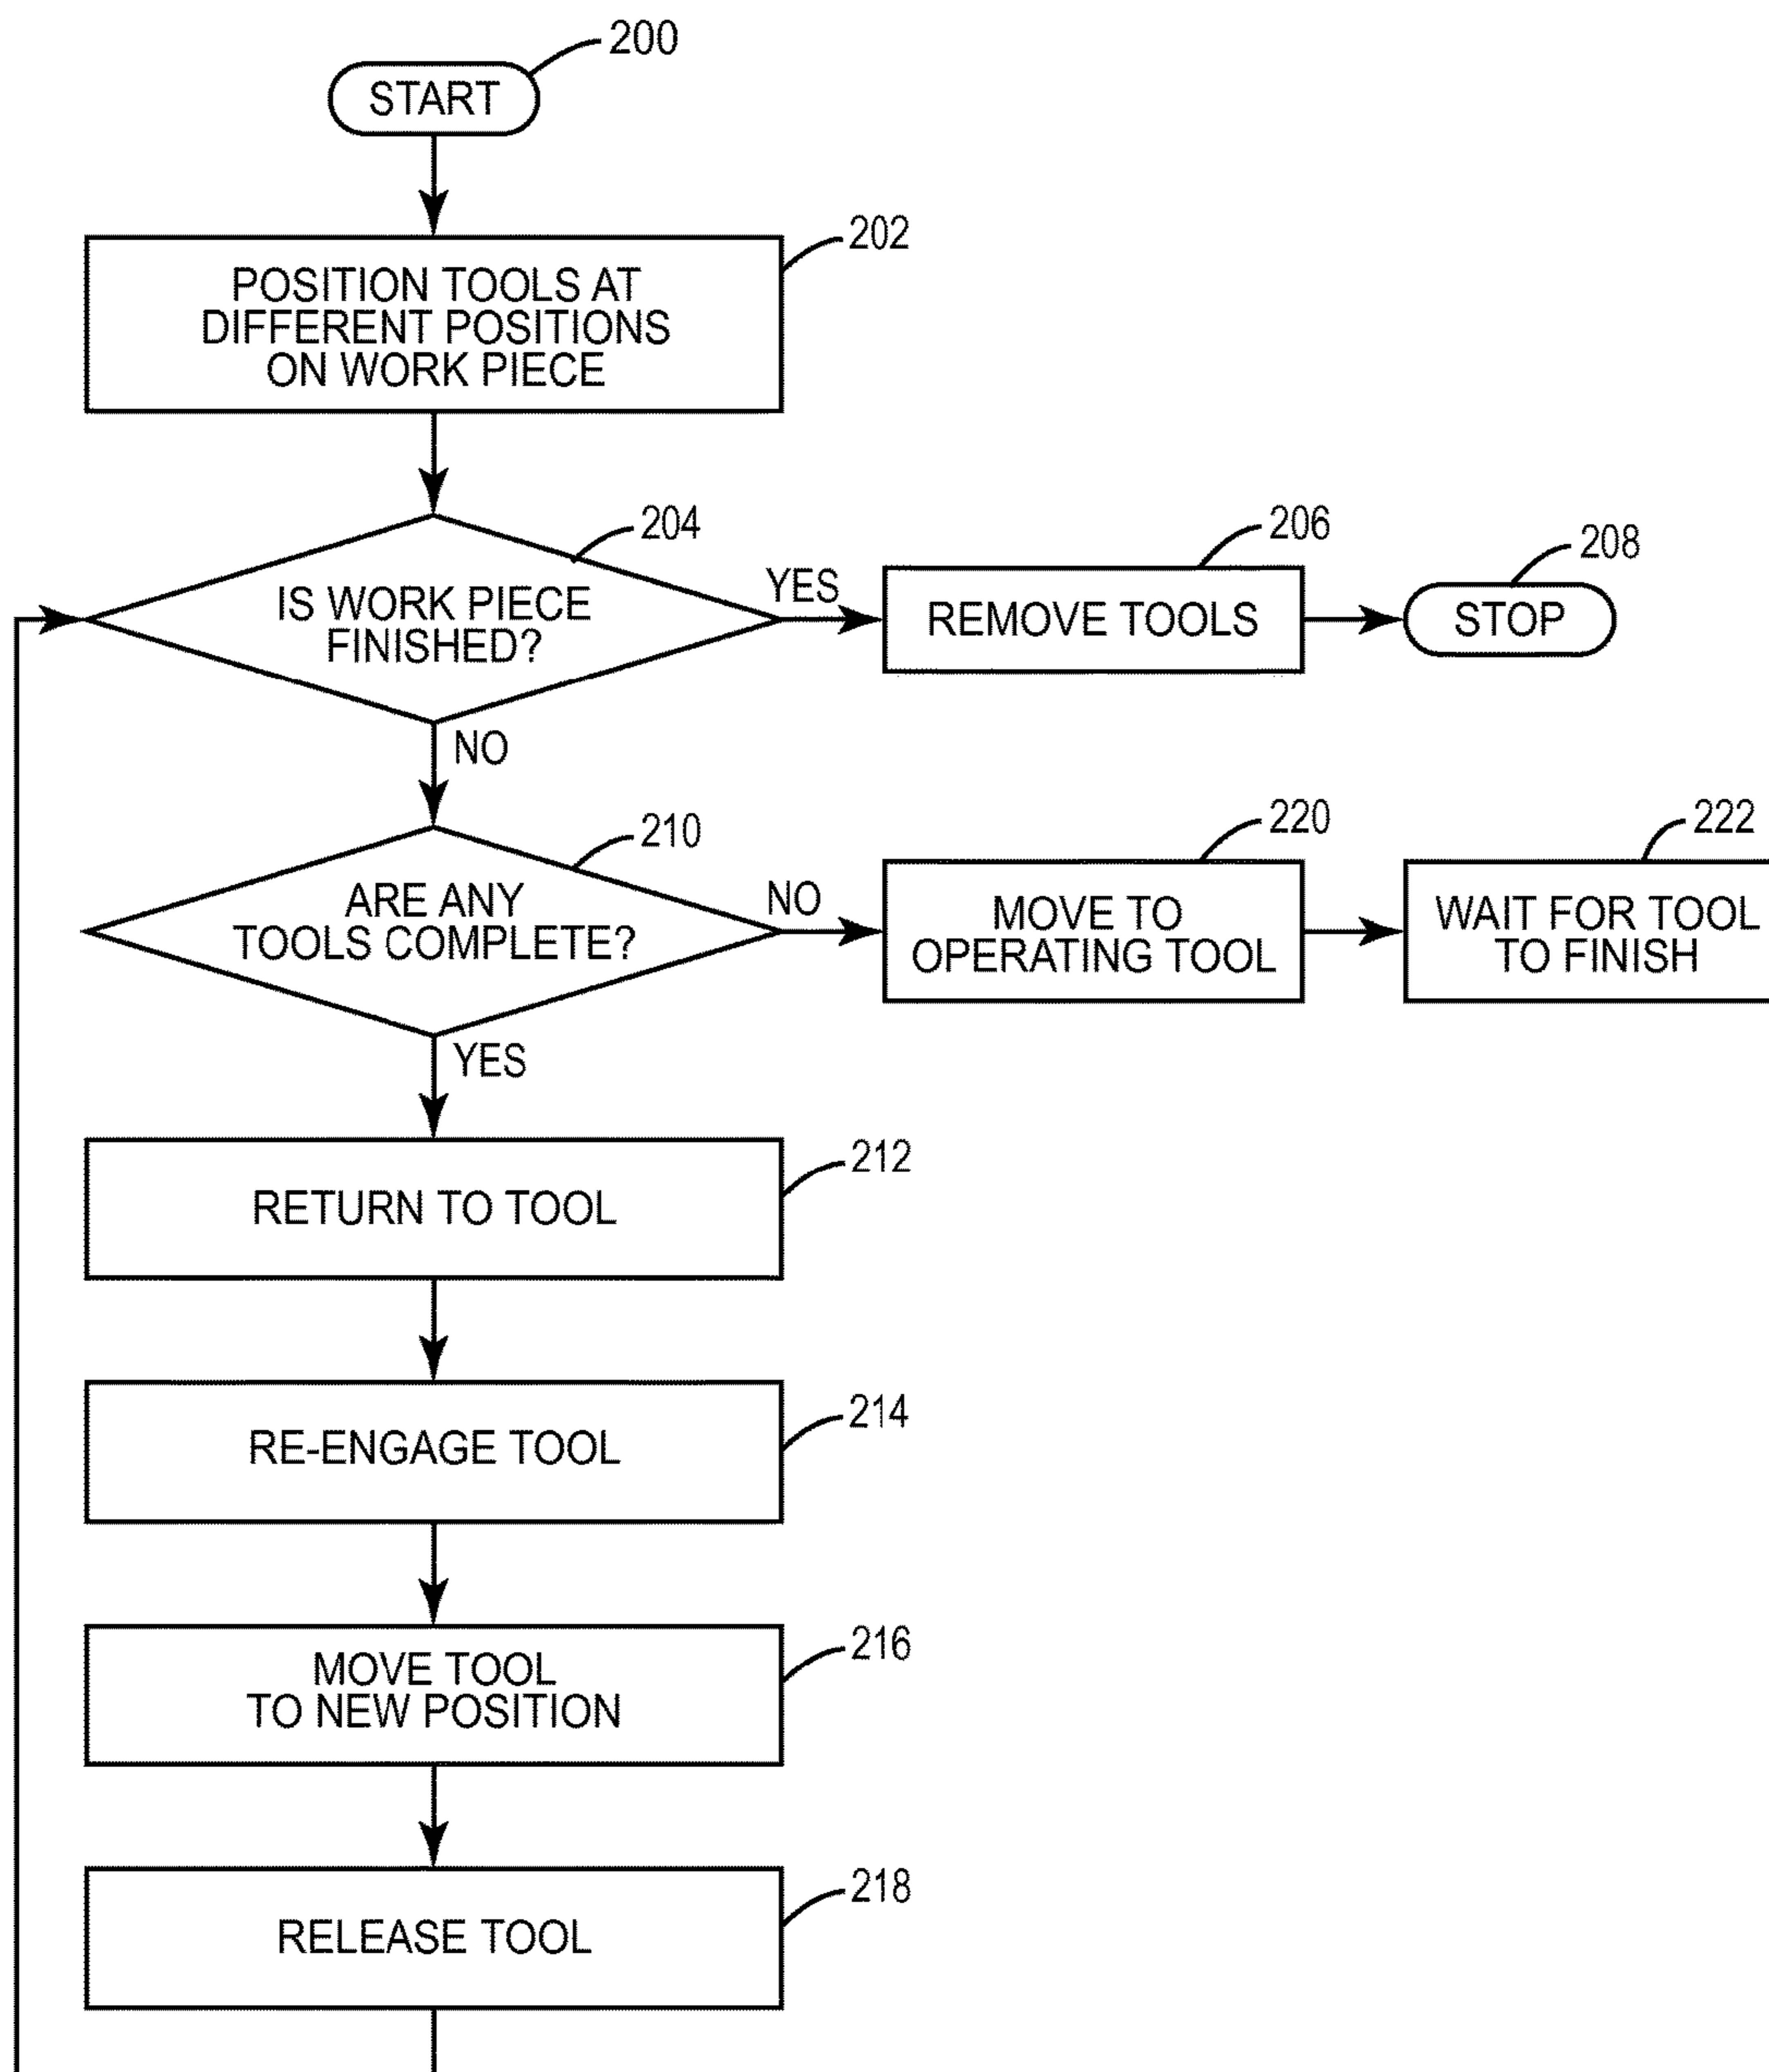 200
START
202
POSITION TOOLS AT
DIFFERENT POSITIONS
ON WORK PIECE
204
IS WORK PIECE
FINISHED?
YES
206
REMOVE TOOLS
208
STOP
NO
210
ARE ANY
TOOLS COMPLETE?
NO
220
MOVE TO
OPERATING TOOL
222
WAIT FOR TOOL
TO FINISH
YES
212
RETURN TO TOOL
214
RE-ENGAGE TOOL
216
MOVE TOOL
TO NEW POSITION
218
RELEASE TOOL